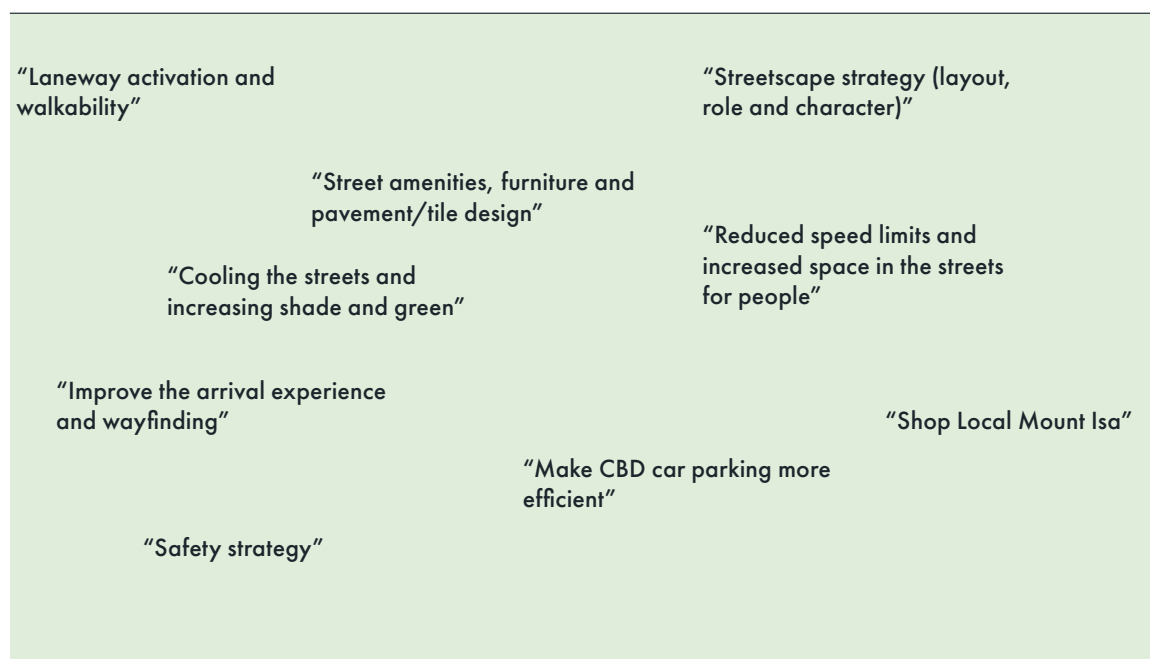 “Laneway activation and
walkability”
“Streetscape strategy (layout,
role and character)”
“Street amenities, furniture and
pavement/tile design”
“Reduced speed limits and
increased space in the streets
for people”
“Cooling the streets and
increasing shade and green”
“Improve the arrival experience
and wayfinding”
“Shop Local Mount Isa”
“Make CBD car parking more
efficient”
“Safety strategy”